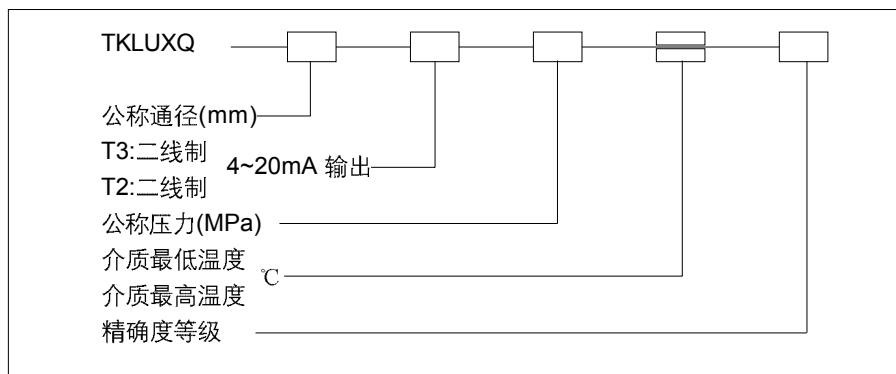 TKLUXQ
公称通径(mm)
T3:二线制
4~20mA 输出
T2:二线制
公称压力(MPa)
介质最低温度
℃
介质最高温度
精确度等级